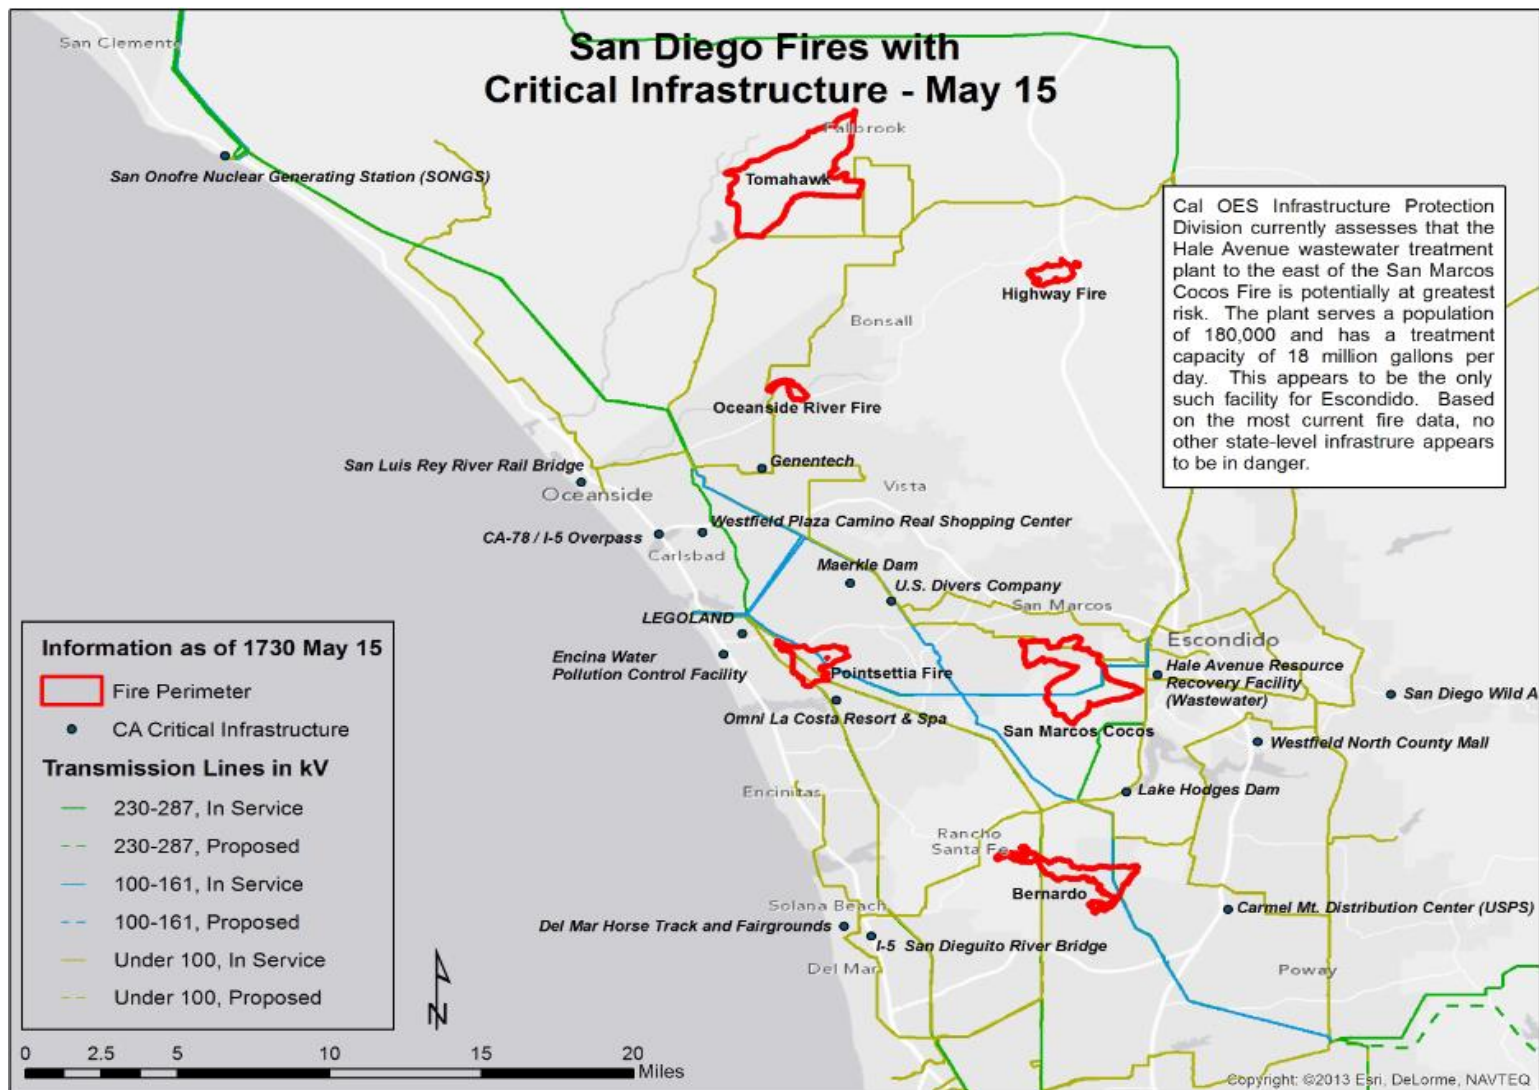 San Diego Fires with
Critical Infrastructure - May 15
San Clemente
Fallbrook
San Onofre Nuclear Generating Station (SONGS)
Tomahawk
Cal OES Infrastructure Protection
Division currently assesses that the
Hale Avenue wastewater treatment
plant to the east of the San Marcos
Cocos Fire is potentially at greatest
risk. The plant serves a population
of 180,000 and has a treatment
capacity of 18 million gallons per
day. This appears to be the only
such facility for Escondido. Based
on the most current fire data, no
other state-level infrastrure appears
to be in danger.
Highway Fire
Bonsall
Oceanside River Fire
San Luis Rey River Rail Bridge
Genentech
Oceanside
Vista
Westfield Plaza Camino Real Shopping Center
CA-78 / I-5 Overpass
Carlsbad
Maerkle Dam
U.S. Divers Company
San Marcos
LEGOLAND
Escondido
Encina Water
Pollution Control Facility
Pointsettia Fire
Hale Avenue Resource
Recovery Facility
(Wastewater)
San Diego Wild A
Omni La Costa Resort & Spa
San Marcos Cocos
Westfield North County Mall
Encinitas
Lake Hodges Dam
Rancho
Santa Fe
Bernardo
Solana Beach
Carmel Mt. Distribution Center (USPS)
Del Mar Horse Track and Fairgrounds
I-5 San Dieguito River Bridge
Del Mar
Poway
Information as of 1730 May 15
Fire Perimeter
CA Critical Infrastructure
Transmission Lines in kV
230-287, In Service
230-287, Proposed
100-161, In Service
100-161, Proposed
Under 100, In Service
Under 100, Proposed
N
0 2.5 5 10 15 20
Miles
Copyright: ©2013 Esri, DeLorme, NAVTEQ